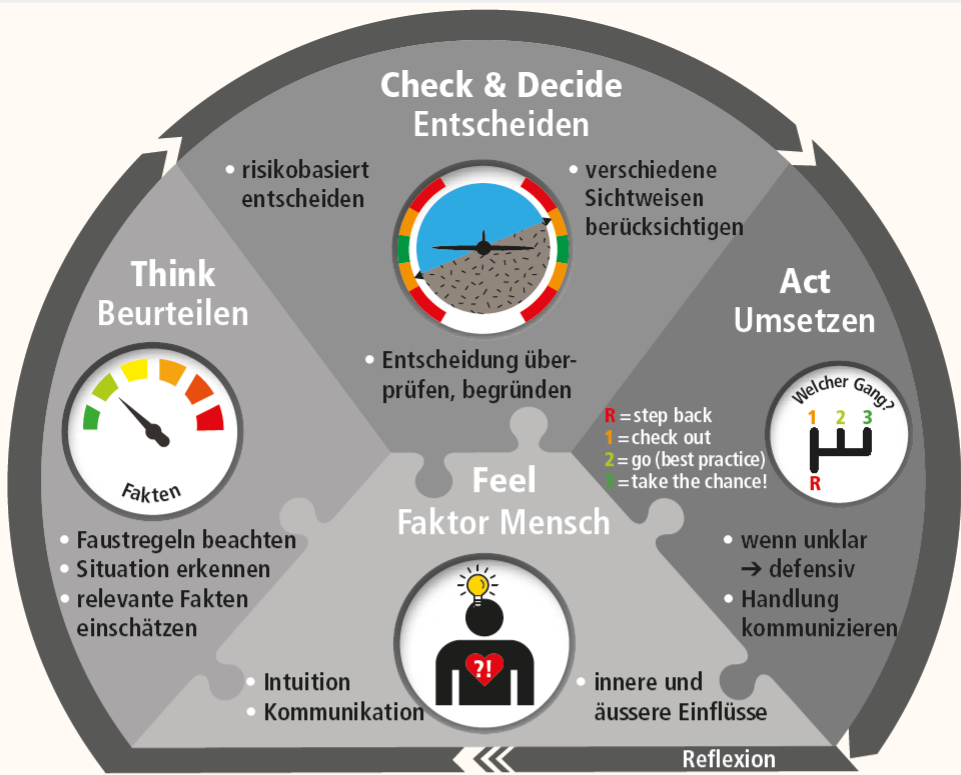 Check & Decide
Entscheiden
• risikobasiert
entscheiden
• verschiedene
Sichtweisen
berücksichtigen
• Entscheidung über-
prüfen, begründen
Think
Beurteilen
Fakten
• Faustregeln beachten
• Situation erkennen
• relevante Fakten
einschätzen
Act
Umsetzen
Welcher Gang?
1 2 3
R
R = step back
1 = check out
2 = go (best practice)
3 = take the chance!
• wenn unklar
➔ defensiv
• Handlung
kommunizieren
Feel
Faktor Mensch
?!
• Intuition
• Kommunikation
• innere und
äussere Einflüsse
Reflexion